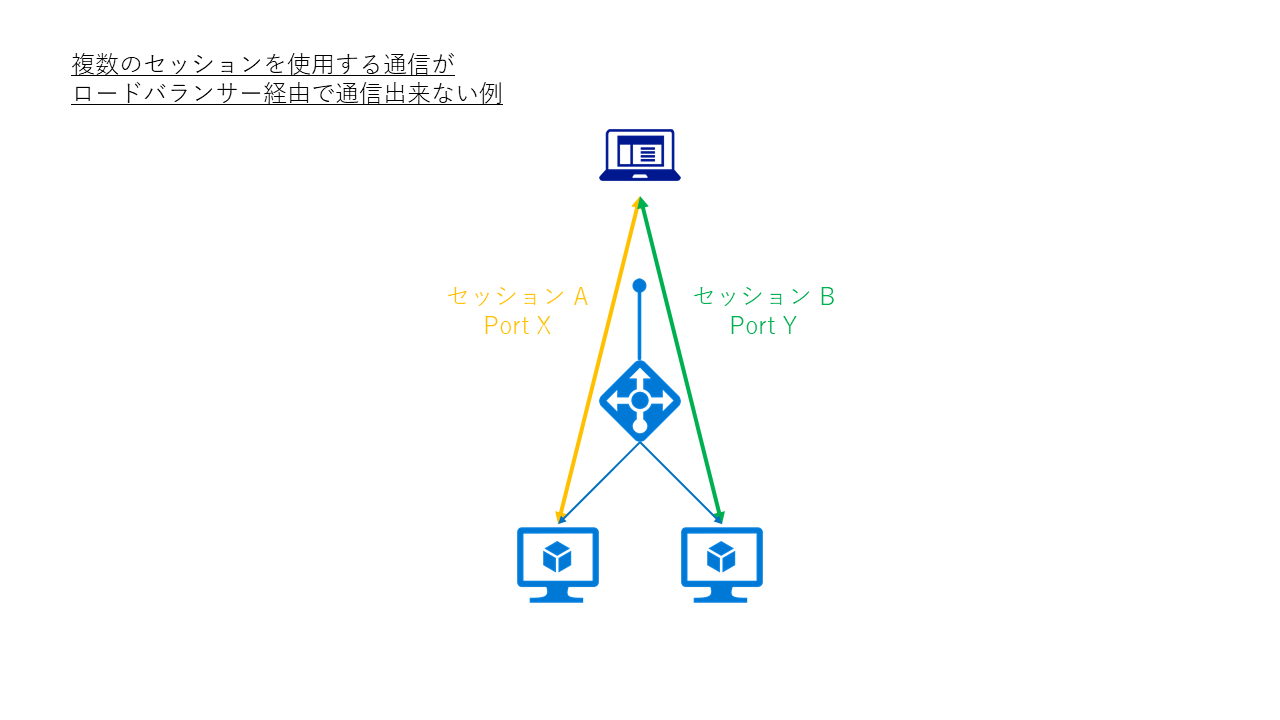 複数のセッションを使用する通信が
ロードバランサー経由で通信出来ない例
セッション A
Port X
セッション B
Port Y